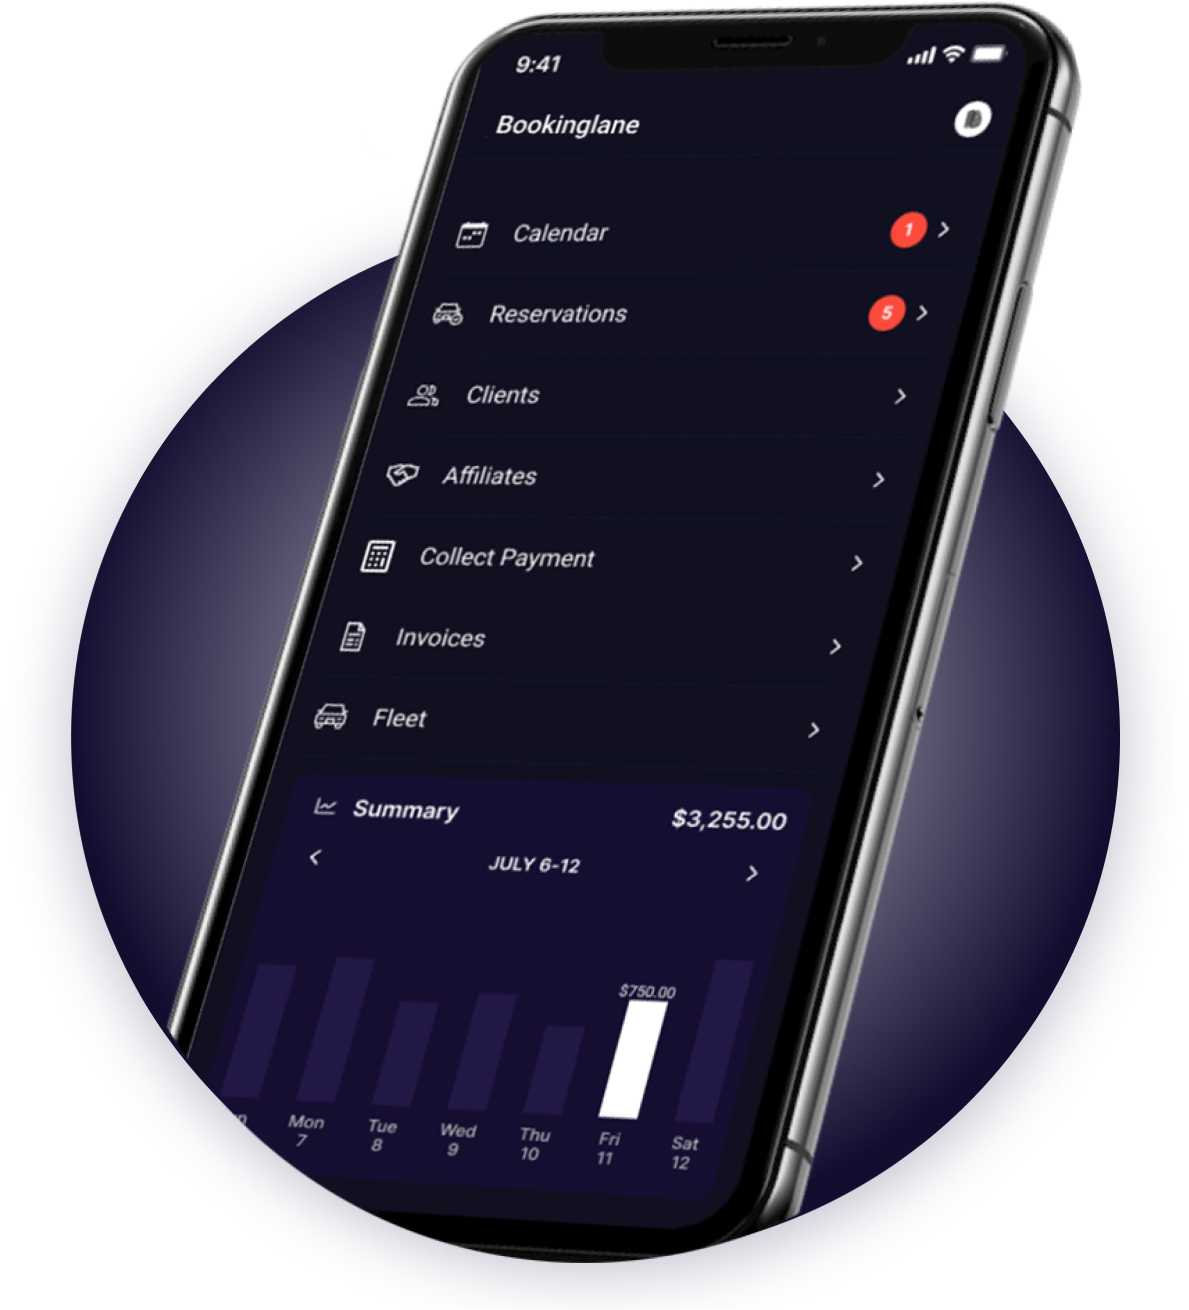 9:41
Bookinglane
Calendar 1
Reservations 5
Clients
Affiliates
Collect Payment
Invoices
Fleet
Summary $3,255.00
JULY 6-12
$750.00
Mon Tue Wed Thu Fri Sat
7 8 9 10 11 12